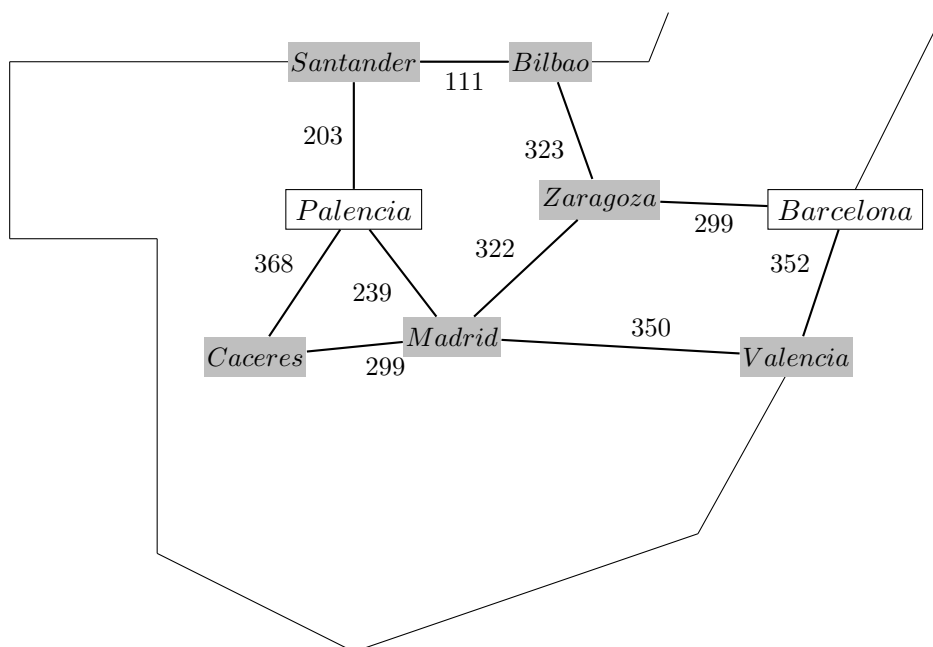 Santander
Bilbao
111
203
323
Zaragoza
Palencia
Barcelona
299
322
368
352
239
350
Madrid
Caceres
Valencia
299